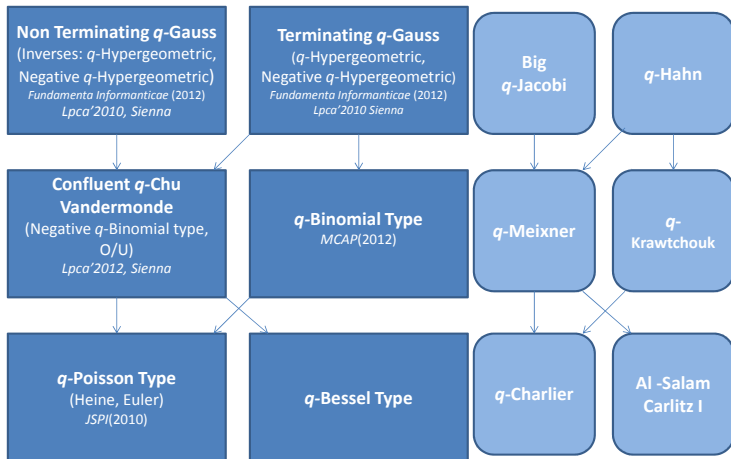 Non Terminating q-Gauss
(Inverses: q-Hypergeometric,
Negative q-Hypergeometric)
Fundamenta Informanticae (2012)
Lpca'2010, Sienna
Terminating q-Gauss
(q-Hypergeometric,
Negative q-Hypergeometric)
Fundamenta Informanticae (2012)
Lpca'2010 Sienna
Big
q-Jacobi
q-Hahn
Confluent q-Chu
Vandermonde
(Negative q-Binomial type,
O/U)
Lpca'2012, Sienna
q-Binomial Type
MCAP(2012)
q-Meixner
q-
Krawtchouk
q-Poisson Type
(Heine, Euler)
JSPI(2010)
q-Bessel Type
q-Charlier
Al -Salam
Carlitz I